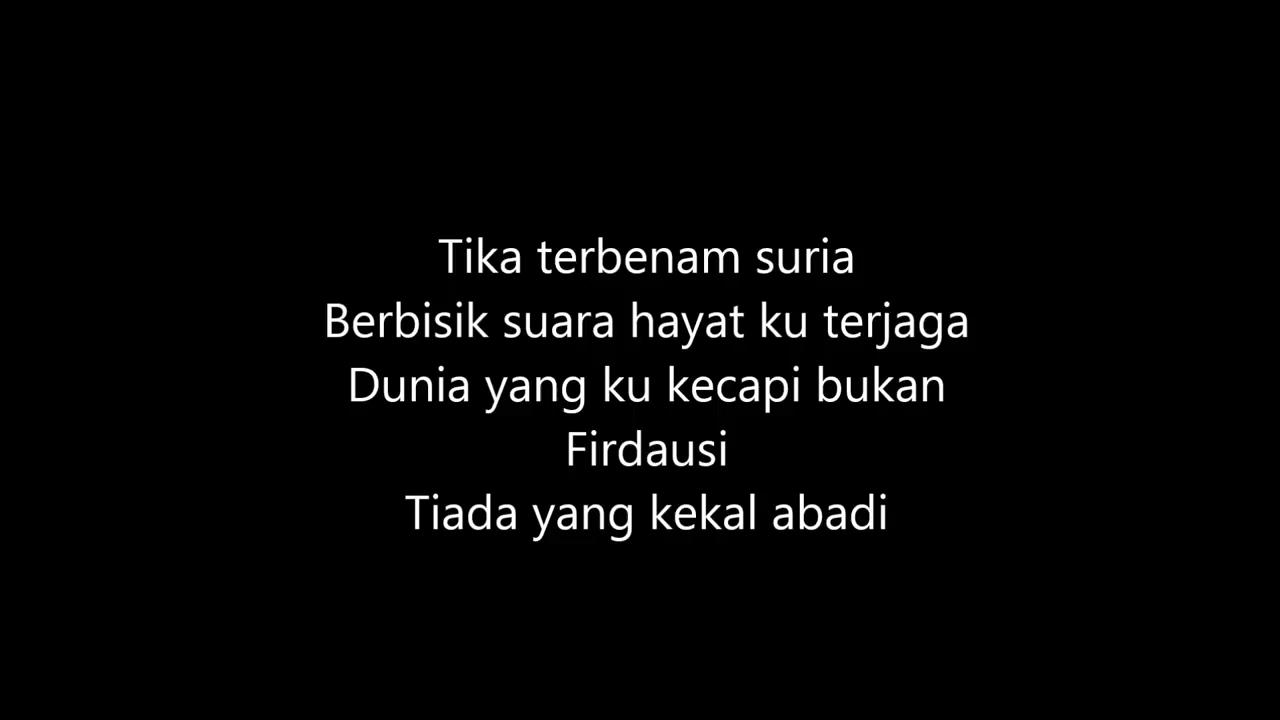 Tika terbenam suria
Berbisik suara hayat ku terjaga
Dunia yang ku kecapi bukan
Firdausi
Tiada yang kekal abadi